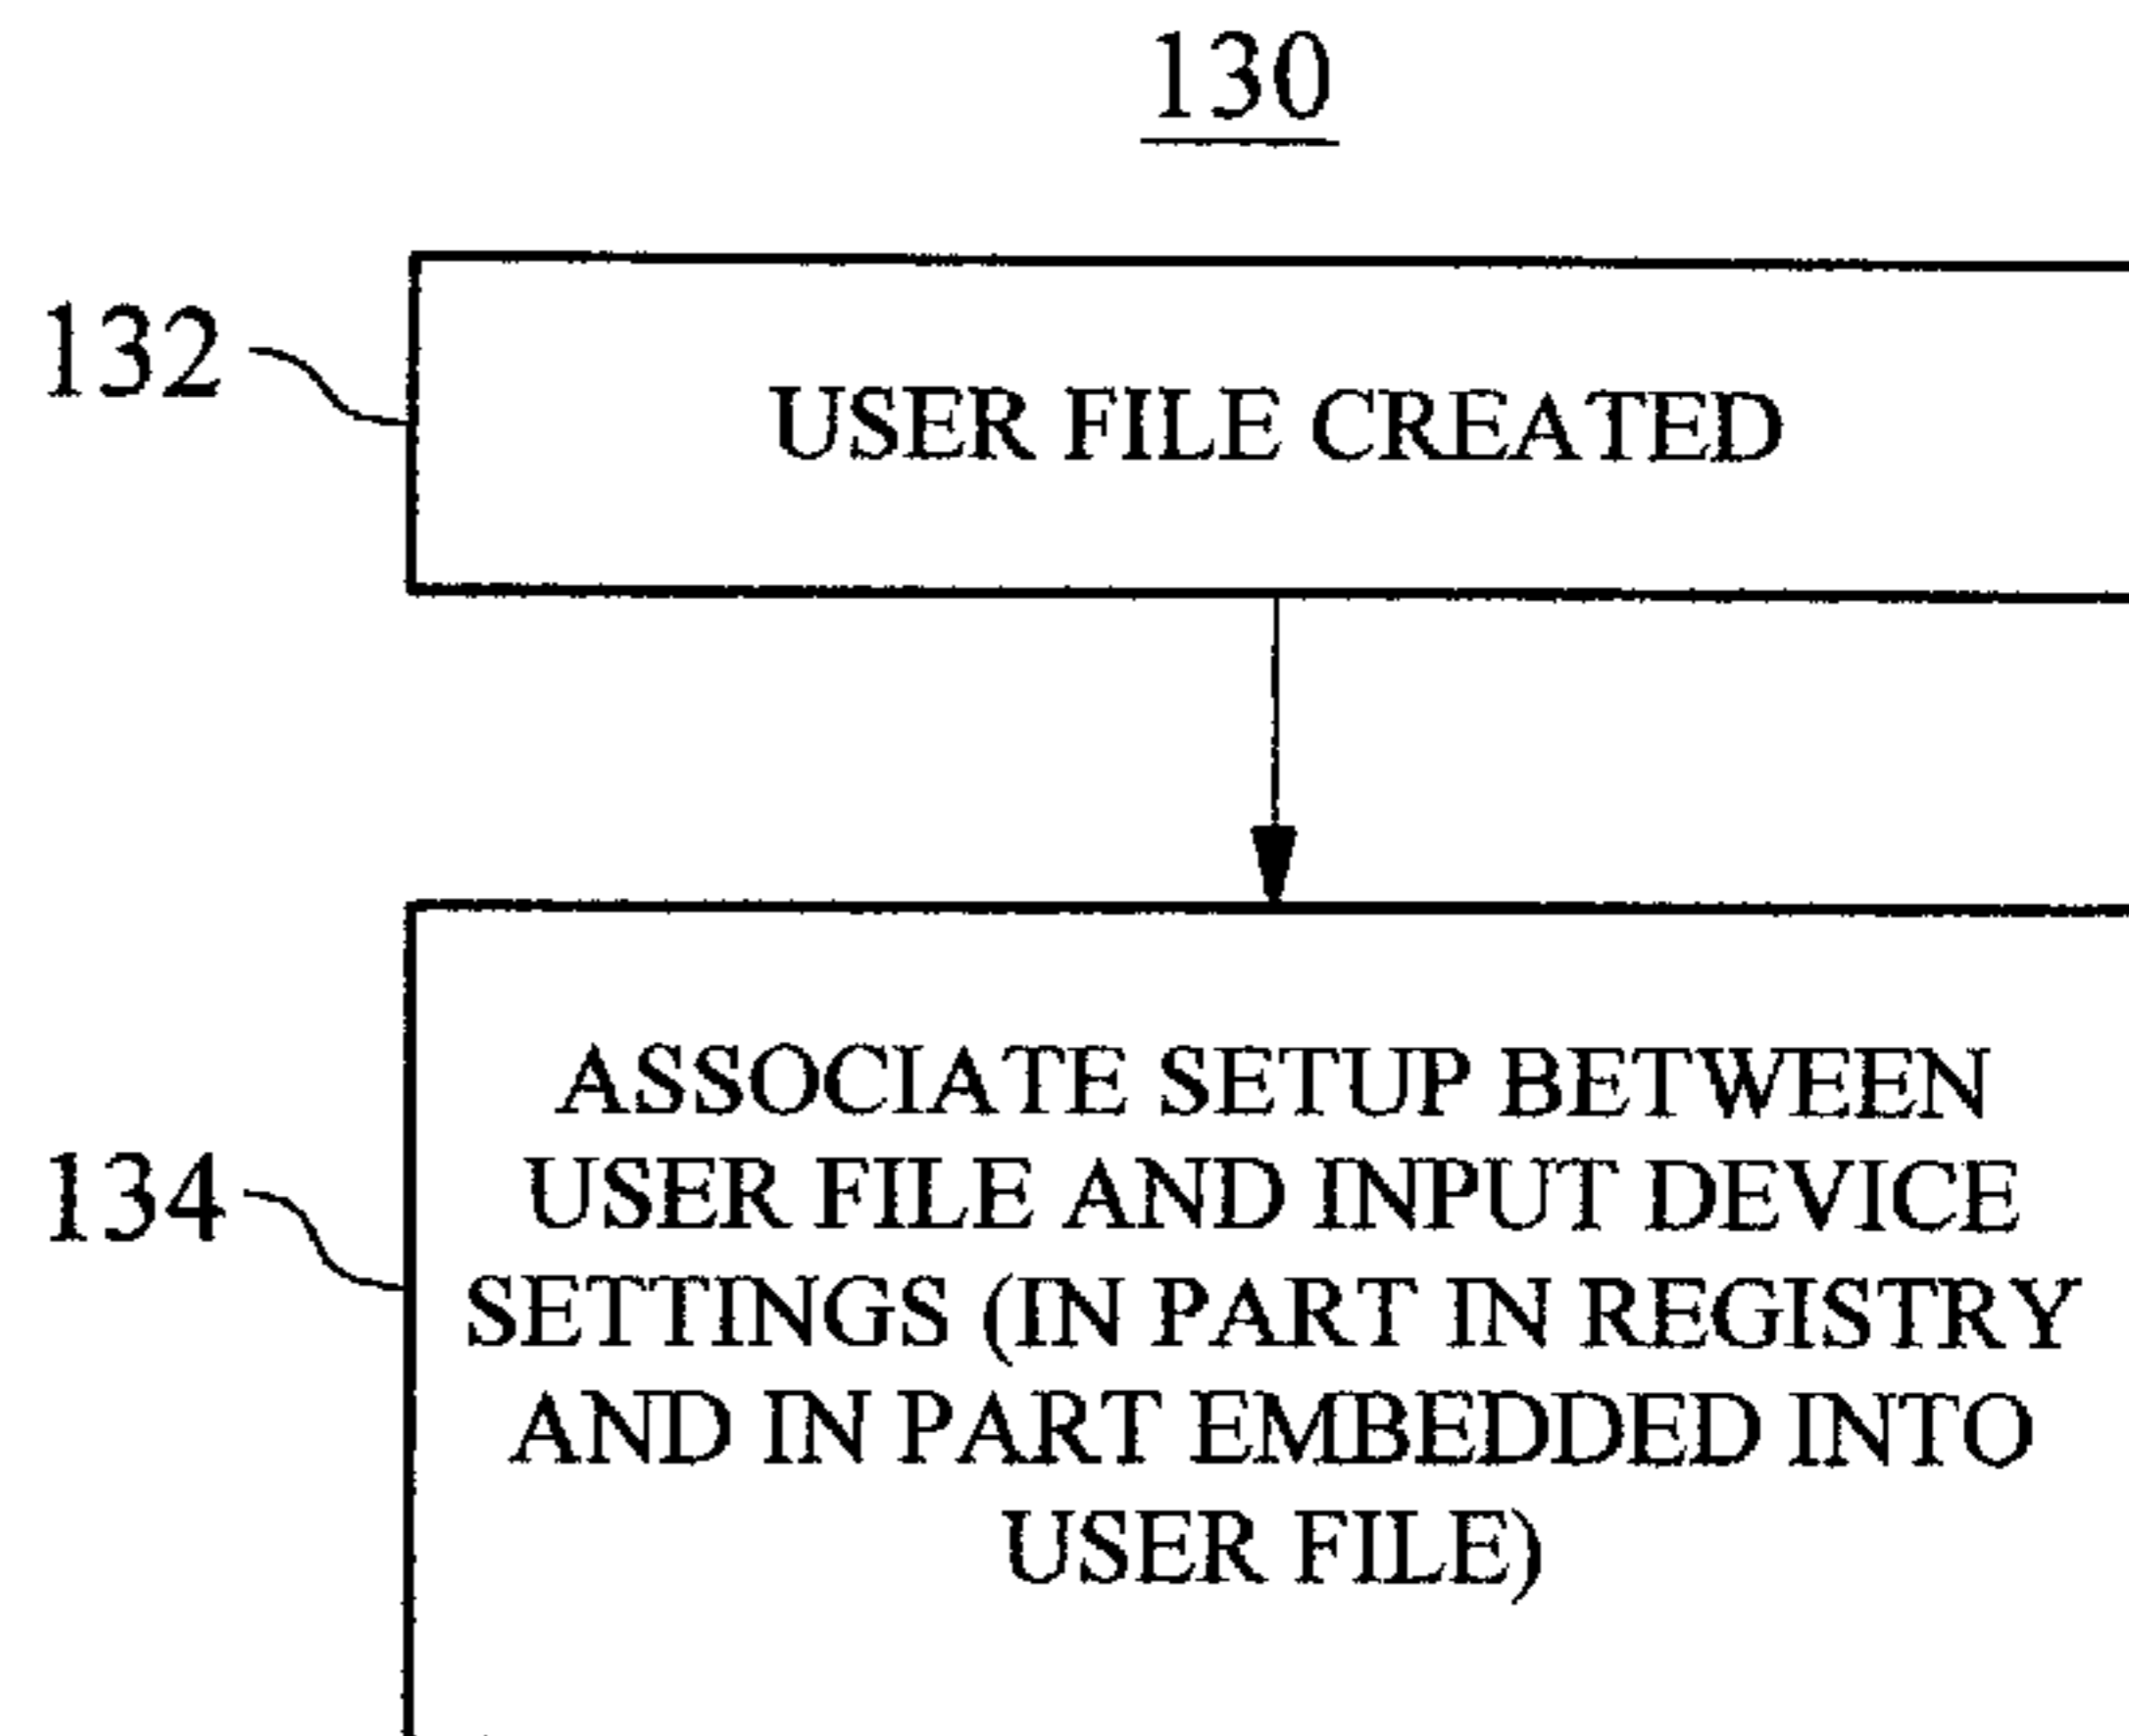 130
132
USER FILE CREATED
134
ASSOCIATE SETUP BETWEEN
USER FILE AND INPUT DEVICE
SETTINGS (IN PART IN REGISTRY
AND IN PART EMBEDDED INTO
USER FILE)